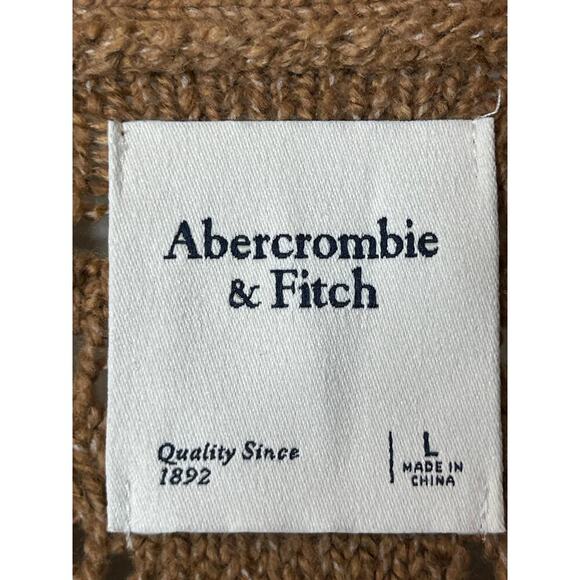 Abercrombie
& Fitch
Quality Since
1892
L
MADE IN
CHINA